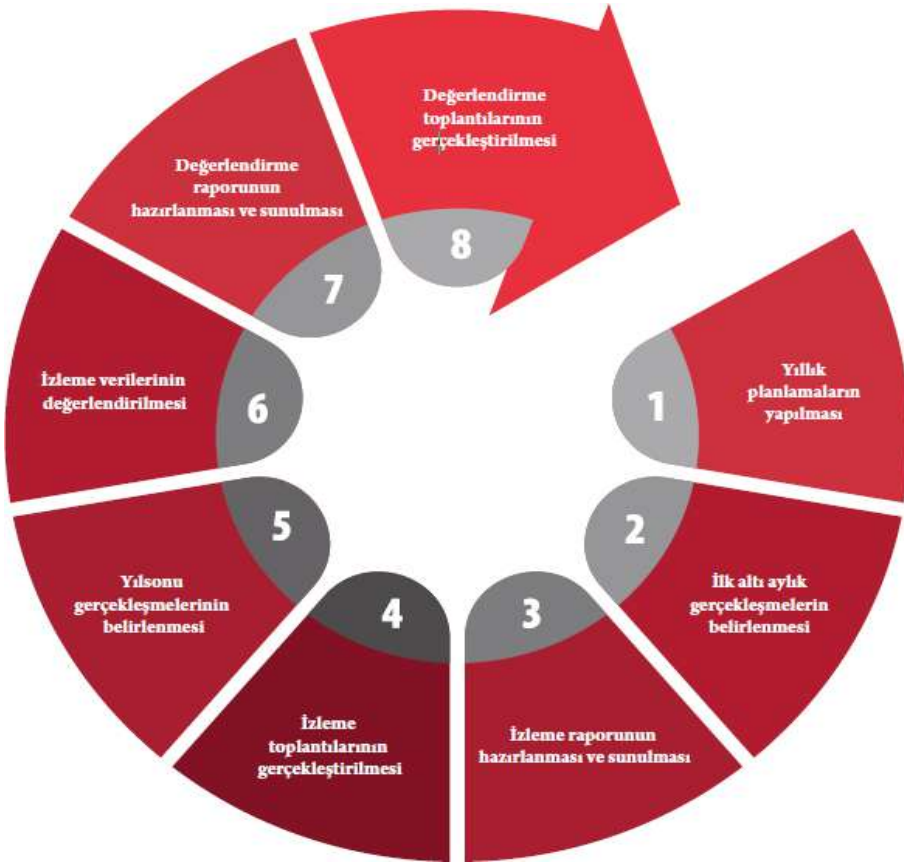 1
Yıllık
planlamaların
yapılması
2
İlk altı aylık
gerçekleşmelerin
belirlenmesi
3
İzleme raporunun
hazırlanması ve sunulması
4
İzleme
toplantılarının
gerçekleştirilmesi
5
Yılsonu
gerçekleşmelerinin
belirlenmesi
6
İzleme verilerinin
değerlendirilmesi
7
Değerlendirme
raporunun
hazırlanması ve sunulması
8
Değerlendirme
toplantılarının
gerçekleştirilmesi